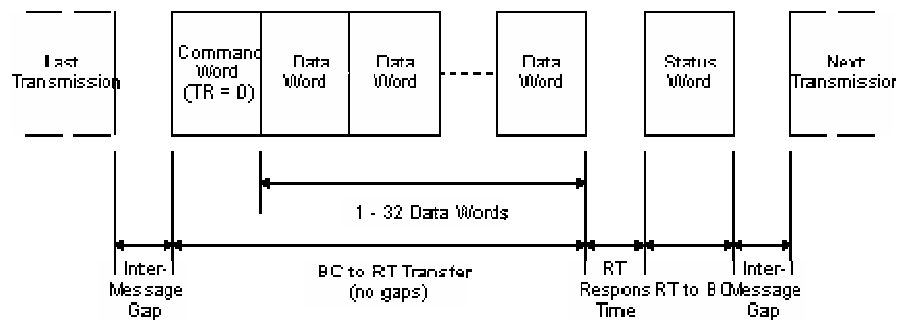 Last
Transmission
Command
Word
(TR = 0)
Data
Word
Data
Word
Data
Word
Status
Word
Next
Transmission
1 - 32 Data Words
Inter-
Message
Gap
BC to RT Transfer
(no gaps)
RT
Respons
Time
RT to BC
Inter-
Message
Gap